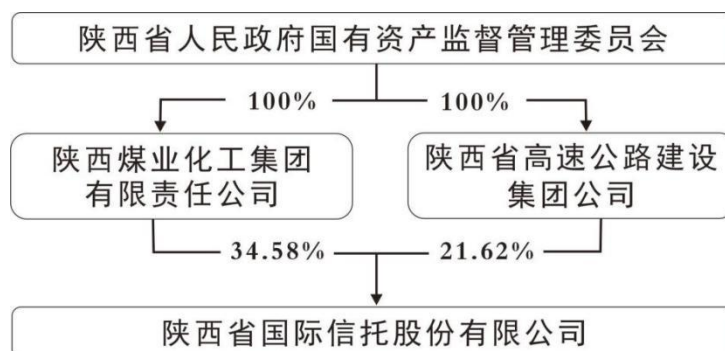 陕西省人民政府国有资产监督管理委员会
100%
100%
陕西煤业化工集团
有限责任公司
陕西省高速公路建设
集团公司
34.58%
21.62%
陕西省国际信托股份有限公司